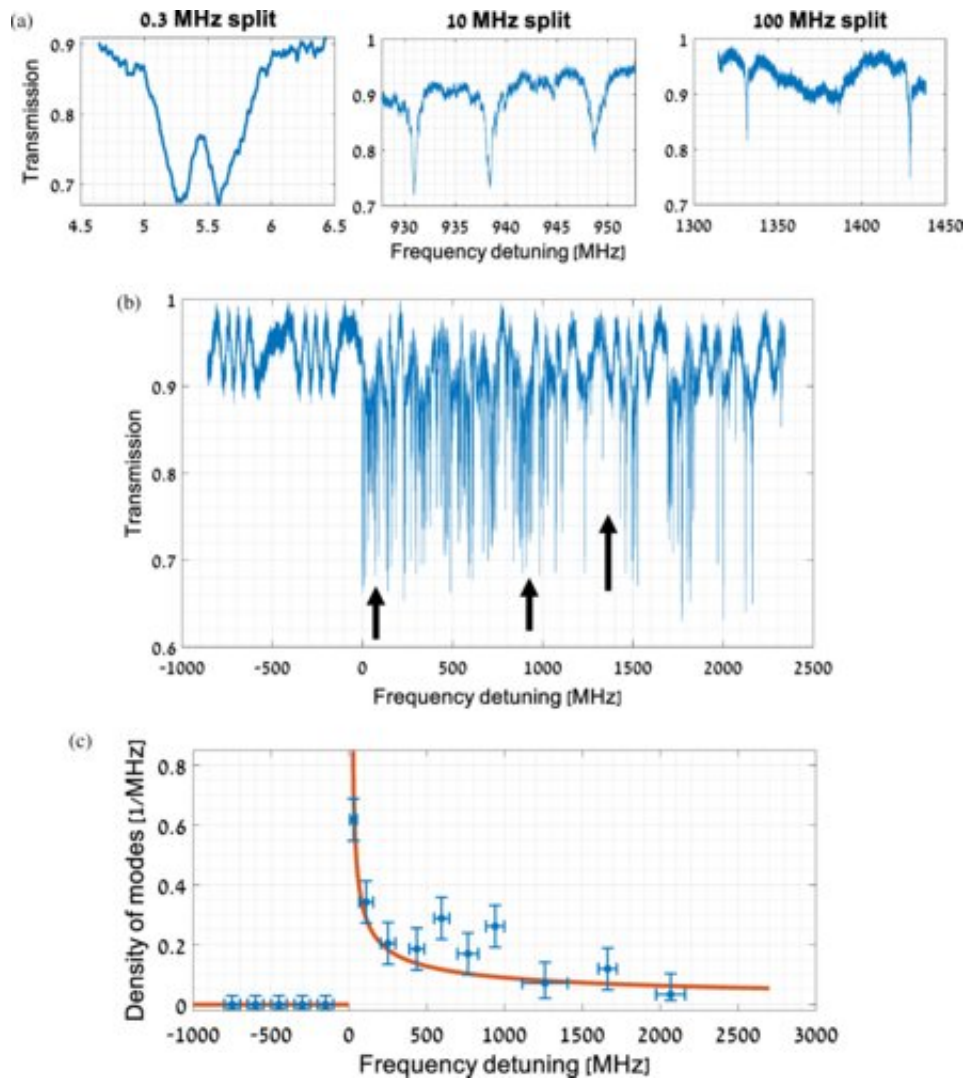 (a)
0.3 MHz split
10 MHz split
100 MHz split
Transmission
0.9
0.8
0.7
4.5 5 5.5 6 6.5
1
0.9
0.8
0.7
930 935 940 945 950
1
0.9
0.8
0.7
1300 1350 1400 1450
Frequency detuning [MHz]
(b)
Transmission
1
0.9
0.8
0.7
0.6
-1000 -500 0 500 1000 1500 2000 2500
Frequency detuning [MHz]
(c)
Density of modes [1/MHz]
0.8
0.6
0.4
0.2
0
-1000 -500 0 500 1000 1500 2000 2500 3000
Frequency detuning [MHz]